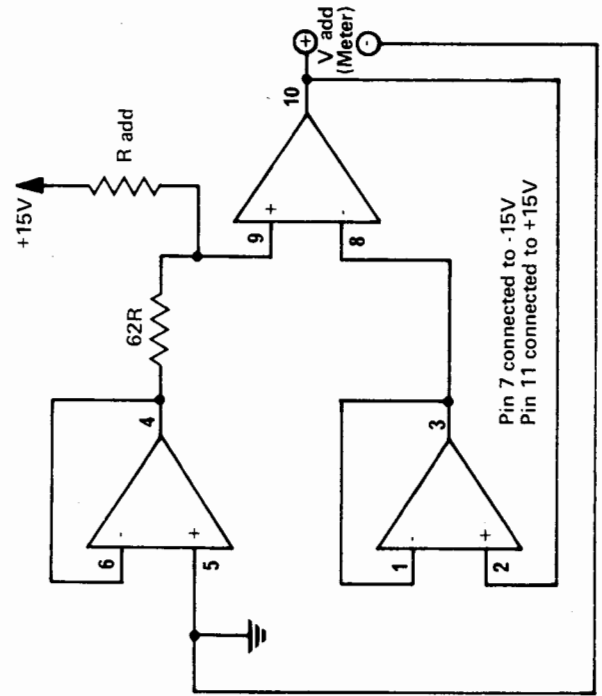 +15V
R add
62R
6
-
+
5
4
9
+
-
8
10
+
V add
(Meter)
-
1
-
+
2
3
Pin 7 connected to -15V
Pin 11 connected to +15V